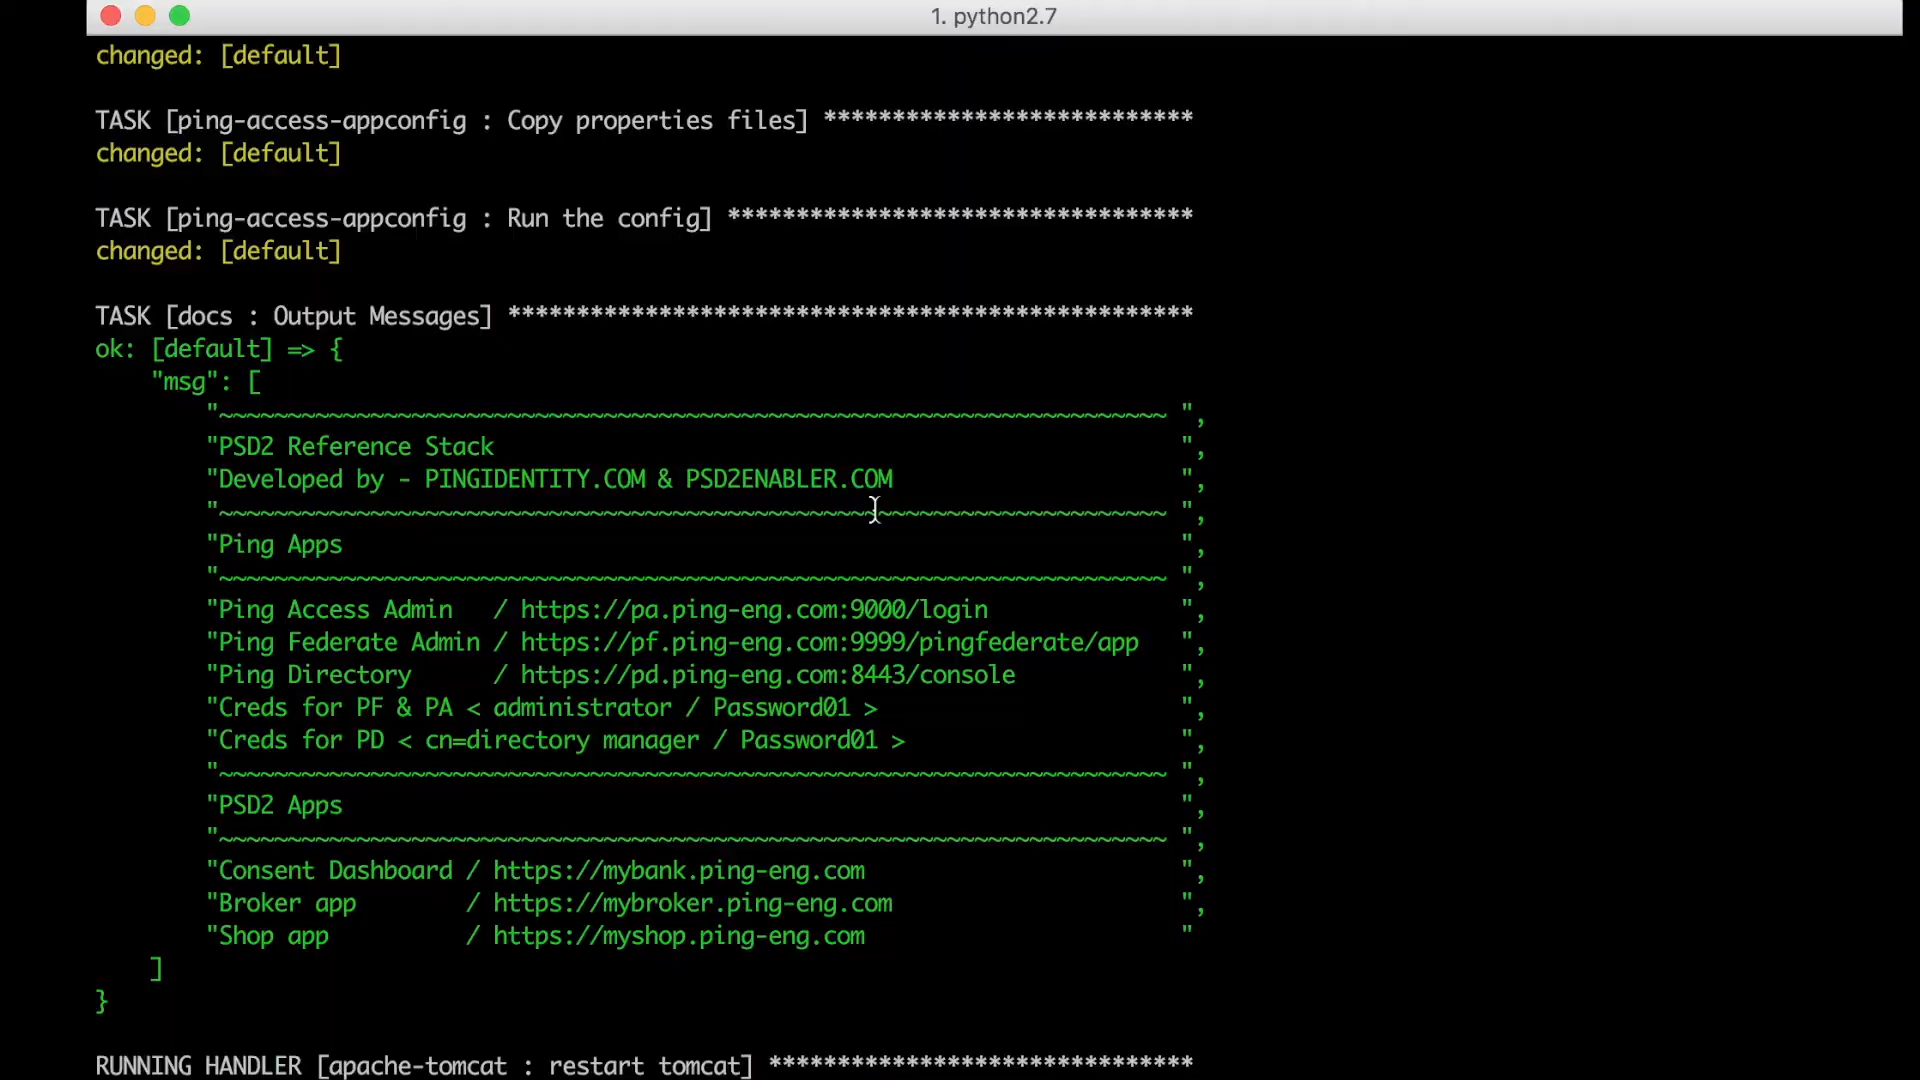 1. python2.7
changed: [default]
TASK [ping-access-appconfig : Copy properties files] ***************************
changed: [default]
TASK [ping-access-appconfig : Run the config] **********************************
changed: [default]
TASK [docs : Output Messages] **************************************************
ok: [default] => {
    "msg": [
        "~~~~~~~~~~~~~~~~~~~~~~~~~~~~~~~~~~~~~~~~~~~~~~~~~~~~~~~~~~~~~~~~~~~~~ ",
        "PSD2 Reference Stack                                                  ",
        "Developed by - PINGIDENTITY.COM & PSD2ENABLER.COM                     ",
        "~~~~~~~~~~~~~~~~~~~~~~~~~~~~~~~~~~~~~~~~~~~~~~~~~~~~~~~~~~~~~~~~~~~~~ ",
        "Ping Apps                                                             ",
        "~~~~~~~~~~~~~~~~~~~~~~~~~~~~~~~~~~~~~~~~~~~~~~~~~~~~~~~~~~~~~~~~~~~~~ ",
        "Ping Access Admin   / https://pa.ping-eng.com:9000/login              ",
        "Ping Federate Admin / https://pf.ping-eng.com:9999/pingfederate/app   ",
        "Ping Directory      / https://pd.ping-eng.com:8443/console            ",
        "Creds for PF & PA < administrator / Password01 >                      ",
        "Creds for PD < cn=directory manager / Password01 >                    ",
        "~~~~~~~~~~~~~~~~~~~~~~~~~~~~~~~~~~~~~~~~~~~~~~~~~~~~~~~~~~~~~~~~~~~~~ ",
        "PSD2 Apps                                                             ",
        "~~~~~~~~~~~~~~~~~~~~~~~~~~~~~~~~~~~~~~~~~~~~~~~~~~~~~~~~~~~~~~~~~~~~~ ",
        "Consent Dashboard / https://mybank.ping-eng.com                       ",
        "Broker app        / https://mybroker.ping-eng.com                     ",
        "Shop app          / https://myshop.ping-eng.com                       "
    ]
}
RUNNING HANDLER [apache-tomcat : restart tomcat] *******************************